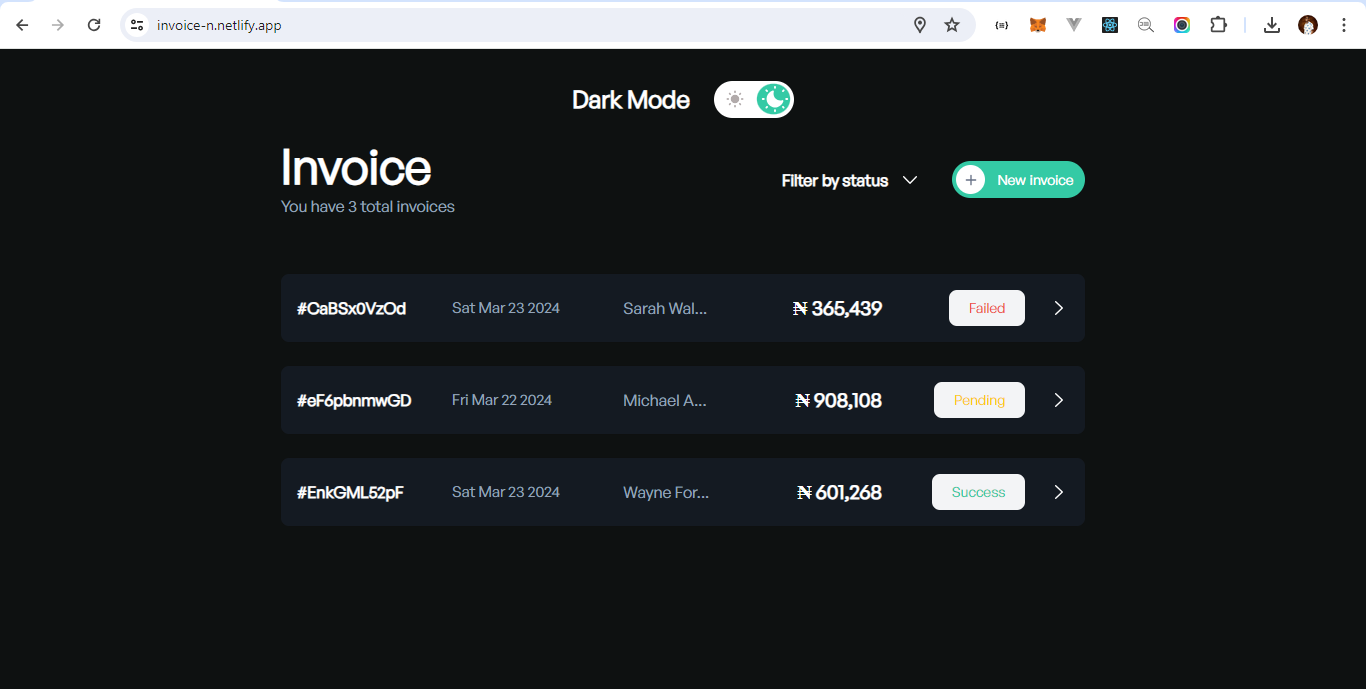 invoice-n.netlify.app
Dark Mode
Invoice
You have 3 total invoices
Filter by status
New Invoice
#CaBSx0VzOd Sat Mar 23 2024 Sarah Wal... ₦ 365,439 Failed
#eF6pbnmwGD Fri Mar 22 2024 Michael A... ₦ 908,108 Pending
#EnkGML52pF Sat Mar 23 2024 Wayne For... ₦ 601,268 Success